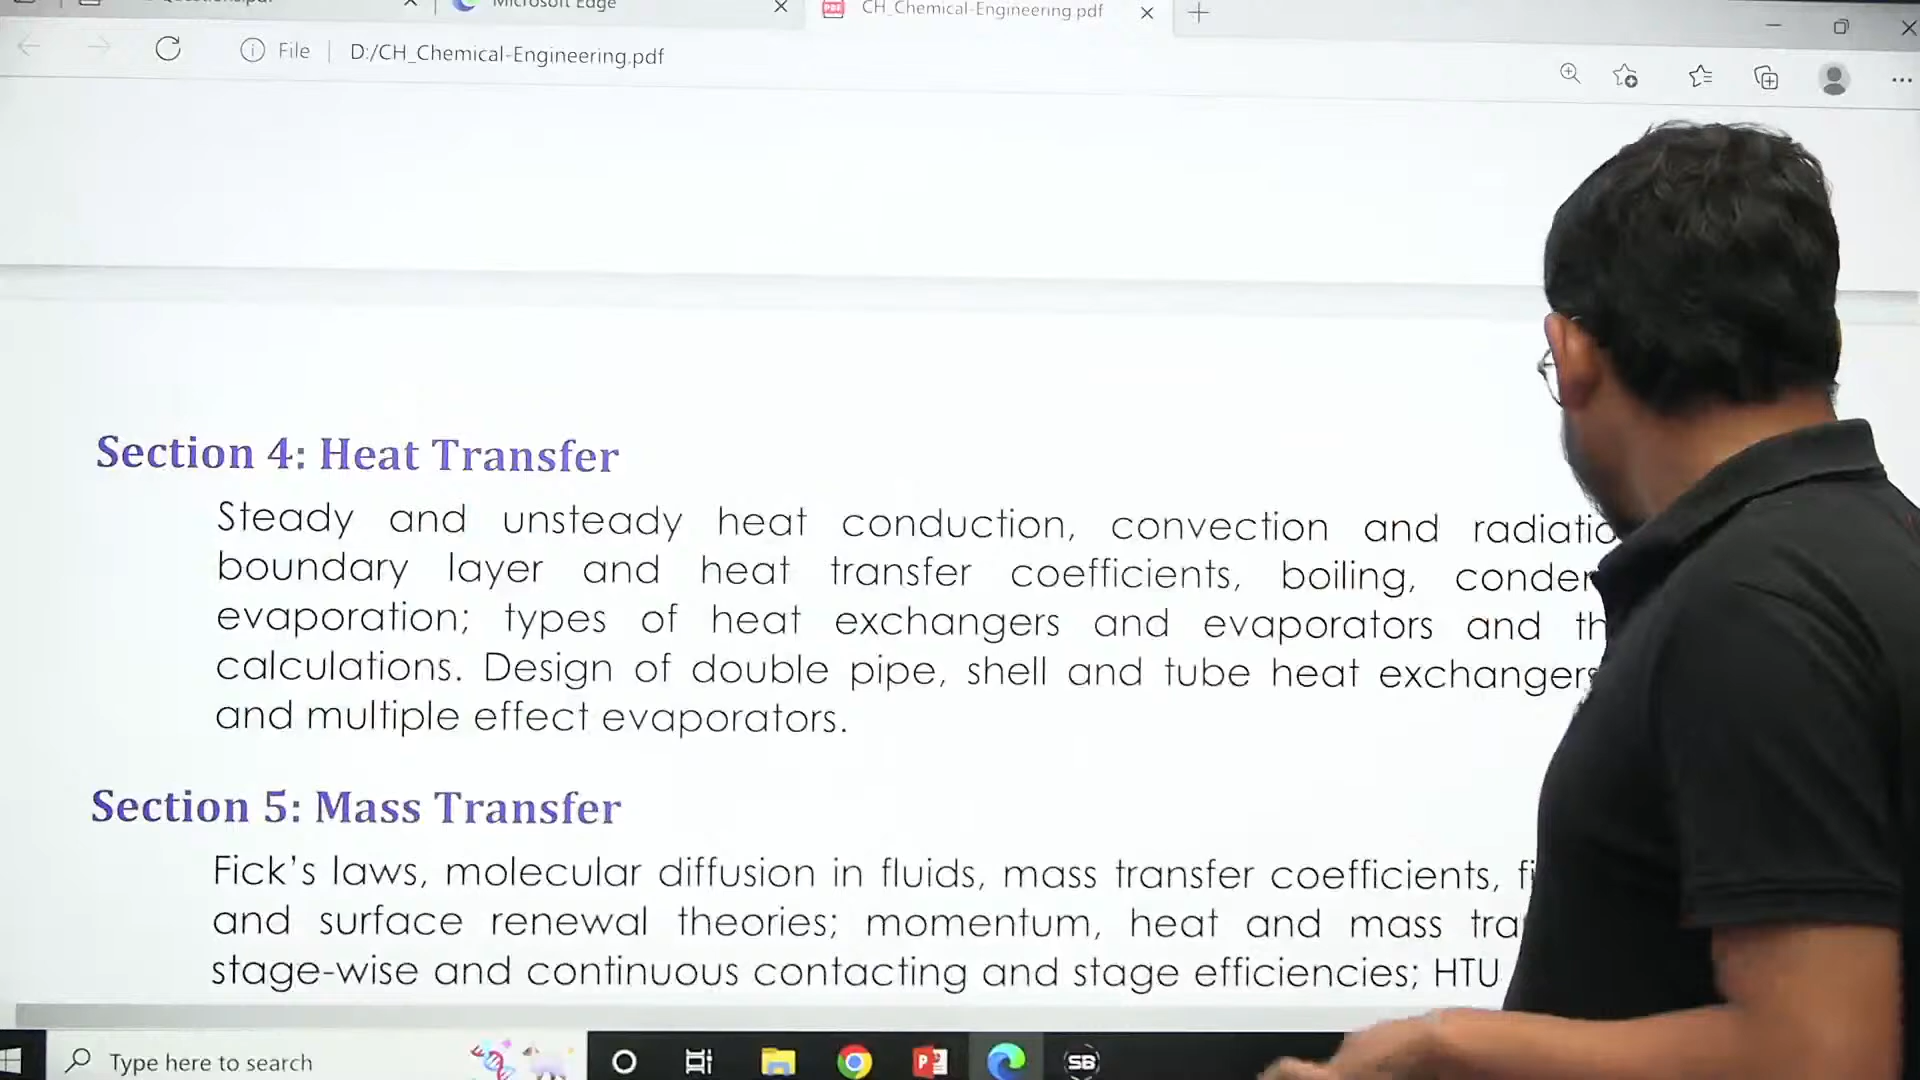 Microsoft Edge
CH_Chemical-Engineering.pdf
File
D:/CH_Chemical-Engineering.pdf
Section 4: Heat Transfer
Steady and unsteady heat conduction, convection and
boundary layer and heat transfer coefficients, boiling,
evaporation; types of heat exchangers and evaporators and
calculations. Design of double pipe, shell and tube heat exchangers
and multiple effect evaporators.
Section 5: Mass Transfer
Fick's laws, molecular diffusion in fluids, mass transfer coefficients,
and surface renewal theories; momentum, heat and mass
stage-wise and continuous contacting and stage efficiencies; HTU
Type here to search
SB